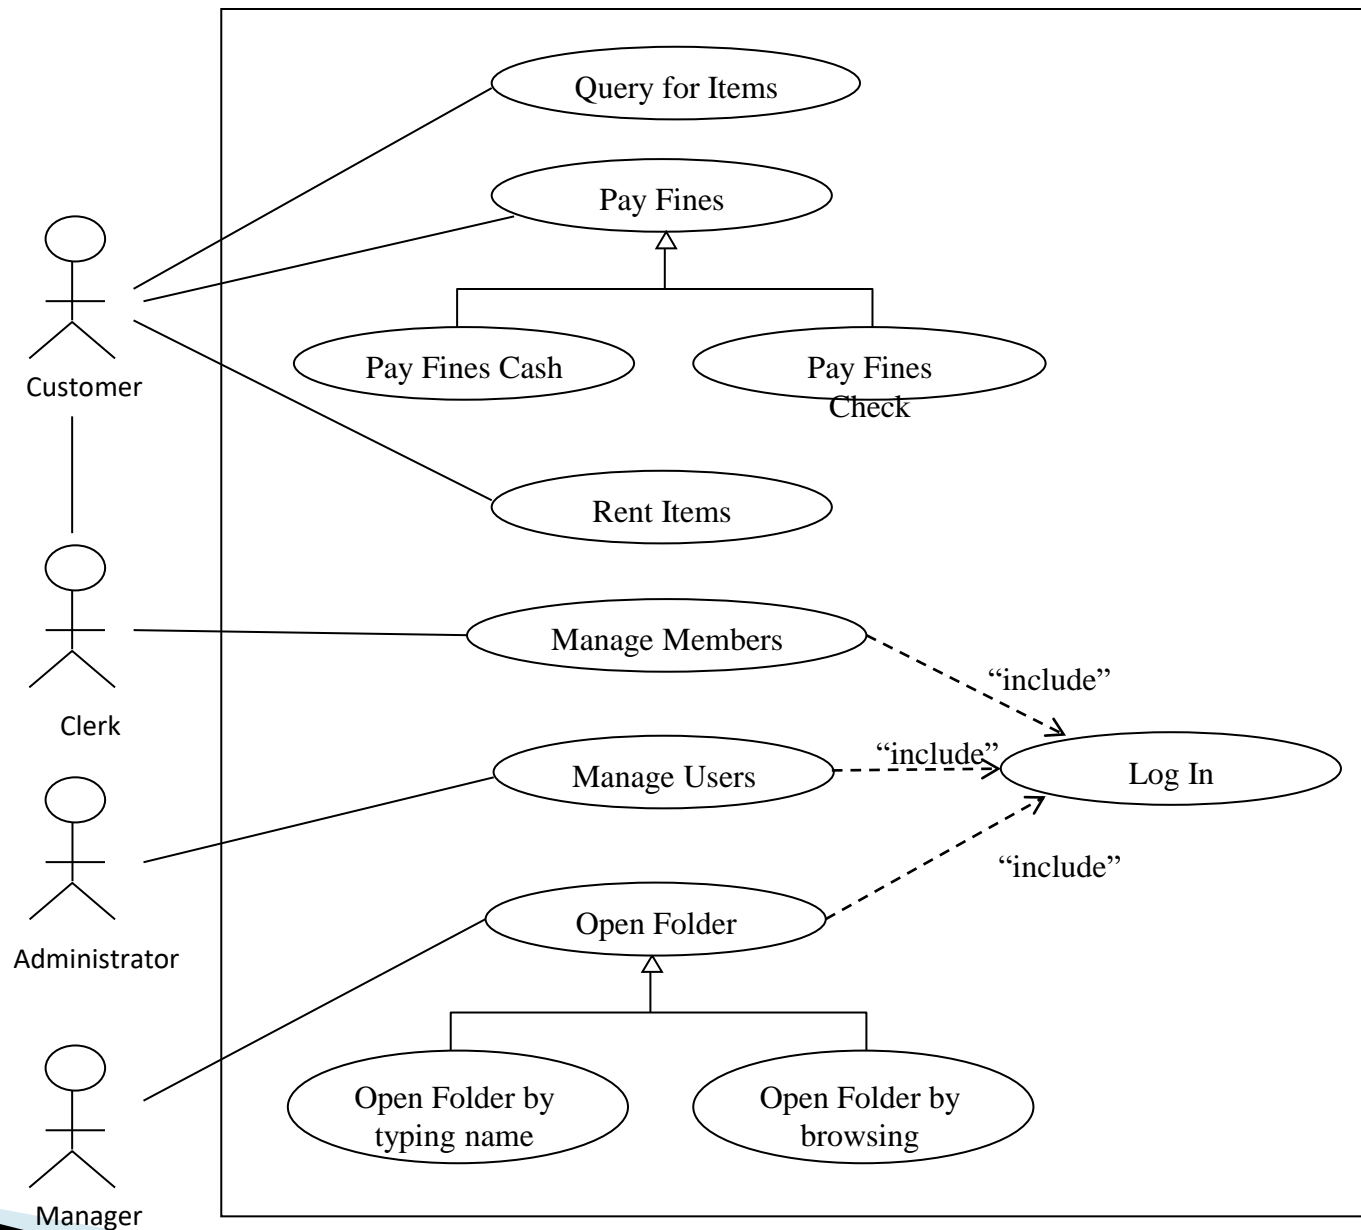 Query for Items
Pay Fines
Pay Fines Cash
Pay Fines
Check
Customer
Rent Items
Manage Members
“include”
Clerk
Manage Users
“include”
Log In
“include”
Open Folder
Administrator
Open Folder by
typing name
Open Folder by
browsing
Manager